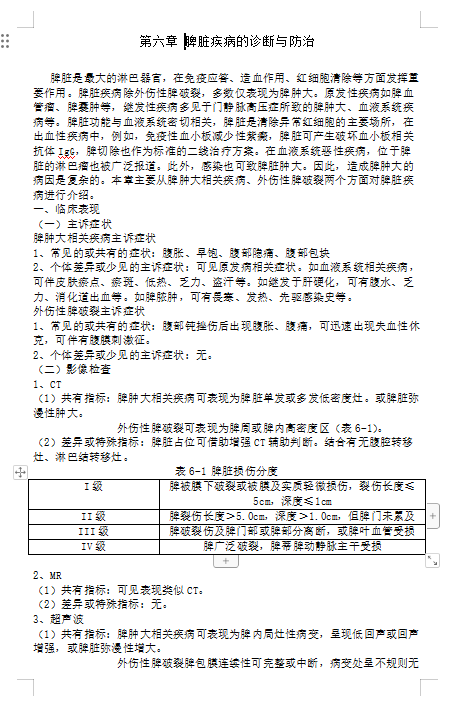 第六章 脾脏疾病的诊断与防治
脾脏是最大的淋巴器官，在免疫应答、造血作用、红细胞清除等方面发挥重
要作用。脾脏疾病除外伤性脾破裂，多数仅表现为脾肿大。原发性疾病如脾血
管瘤、脾囊肿等，继发性疾病多见于门静脉高压症所致的脾肿大、血液系统疾
病等。脾脏功能与血液系统密切相关，脾脏是清除异常红细胞的主要场所，在
出血性疾病中，例如，免疫性血小板减少性紫癜，脾脏可产生破坏血小板相关
抗体 IgG，脾切除也作为标准的二线治疗方案。在血液系统恶性疾病，位于脾
脏的淋巴瘤也被广泛报道。此外，感染也可致脾脏肿大。因此，造成脾肿大的
病因是复杂的。本章主要从脾肿大相关疾病、外伤性脾破裂两个方面对脾脏疾
病进行介绍。
一、临床表现
（一）主诉症状
脾肿大相关疾病主诉症状
1、常见的或共有的症状：腹胀、早饱、腹部隐痛、腹部包块
2、个体差异或少见的主诉症状：可见原发病相关症状。如血液系统相关疾病，
可伴皮肤瘀点、瘀斑、低热、乏力、盗汗等。如继发于肝硬化，可有腹水、乏
力、消化道出血等。如脾脓肿，可有畏寒、发热、先驱感染史等。
外伤性脾破裂主诉症状
1、常见的或共有的症状：腹部钝挫伤后出现腹胀、腹痛，可迅速出现失血性休
克，可伴有腹膜刺激征。
2、个体差异或少见的主诉症状：无。
（二）影像检查
1、CT
（1）共有指标：脾肿大相关疾病可表现为脾脏单发或多发低密度灶。或脾脏弥
漫性肿大。
外伤性脾破裂可表现为脾周或脾内高密度区（表 6-1）。
（2）差异或特殊指标：脾脏占位可借助增强 CT 辅助判断。结合有无腹腔转移
灶、淋巴结转移灶。
表 6-1 脾脏损伤分度
I 级 脾被膜下破裂或被膜及实质轻微损伤，裂伤长度≤
5cm，深度≤1cm
II 级 脾裂伤长度＞5.0cm，深度＞1.0cm，但脾门未累及
III 级 脾破裂伤及脾门部或脾部分离断，或脾叶血管受损
IV 级 脾广泛破裂，脾蒂脾动静脉主干受损
2、MR
（1）共有指标：可见表现类似 CT。
（2）差异或特殊指标：无。
3、超声波
（1）共有指标：脾肿大相关疾病可表现为脾内局灶性病变，呈现低回声或回声
增强，或脾脏弥漫性增大。
外伤性脾破裂脾包膜连续性可完整或中断，病变处呈不规则无